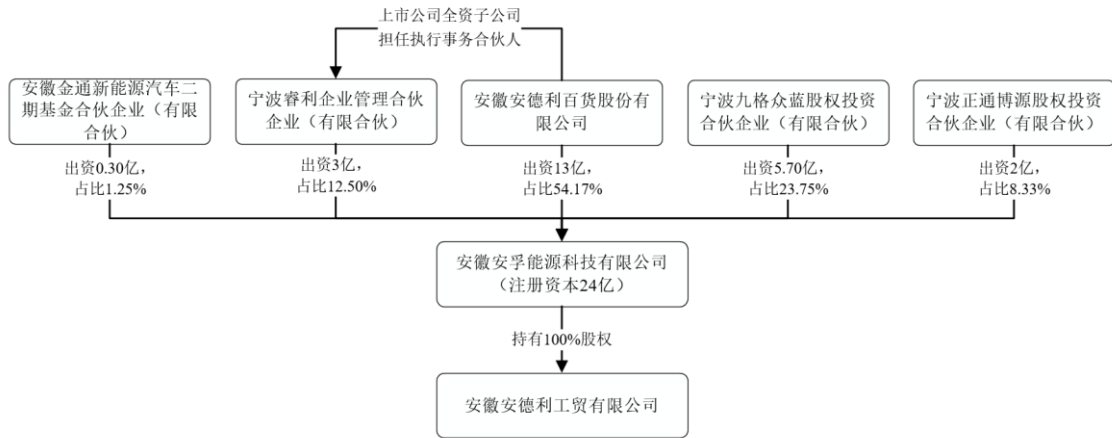 上市公司全资子公司
担任执行事务合伙人
安徽金通新能源汽车二
期基金合伙企业（有限
合伙）
宁波睿利企业管理合伙
企业（有限合伙）
安徽安德利百货股份有
限公司
宁波九格众蓝股权投资
合伙企业（有限合伙）
宁波正通博源股权投资
合伙企业（有限合伙）
出资0.30亿，
占比1.25%
出资3亿，
占比12.50%
出资13亿，
占比54.17%
出资5.70亿，
占比23.75%
出资2亿，
占比8.33%
安徽安孚能源科技有限公司
（注册资本24亿）
持有100%股权
安徽安德利工贸有限公司